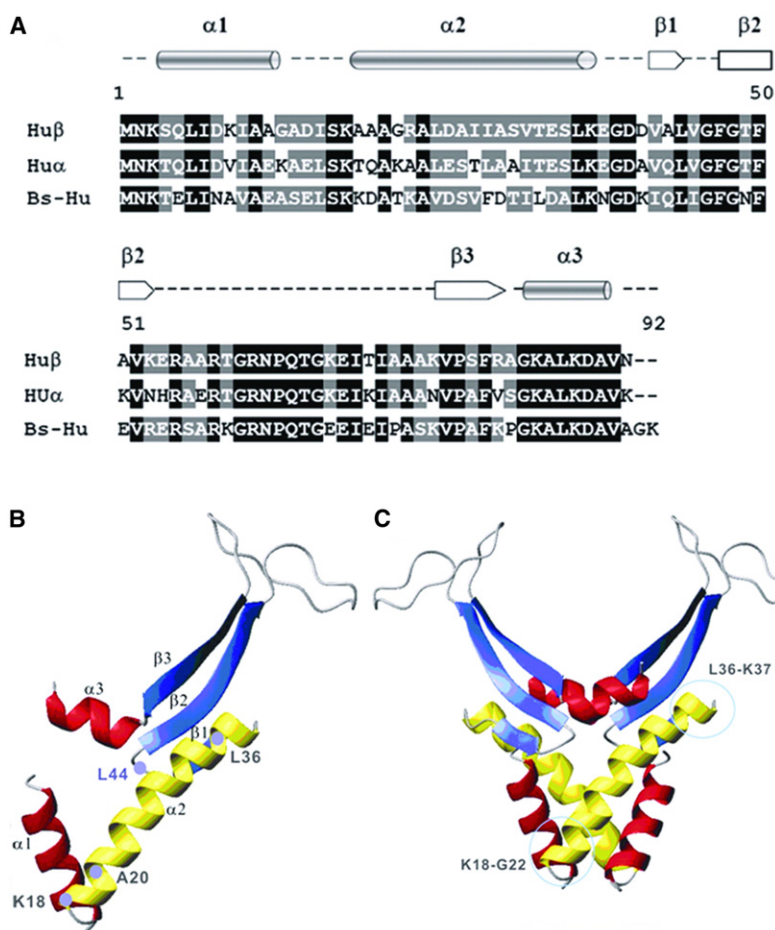 A
α1 α2 β1 β2
1 50
Huβ MNKSQLIDKIAAGADISKAAAGRALDAIIASVTESLKEGDDVALVGFGTF
Huα MNKTQLIDVIAEKAELSKTQAKAALESTLAAITESLKEGDAVQLVGFGTF
Bs-Hu MNKTELINAVAEASELSKKDATKAVDSVFDTILDALKNGDKIQLIGFGNF
β2 β3 α3
51 92
Huβ AVKERAARTGRNPQTGKEITIAAAKVPSFRAGKALKDAVN--
HUα KVNHRAERTGRNPQTGKEIKIAAANVPAFVSGKALKDAVK--
Bs-Hu EVRERSARKGRNPQTGEEIEIPASKVPAFKPGKALKDAVAGK
B C
β3
α3
β2
β1
L36
L44
α2
α1
A20
K18
L36-K37
K18-G22